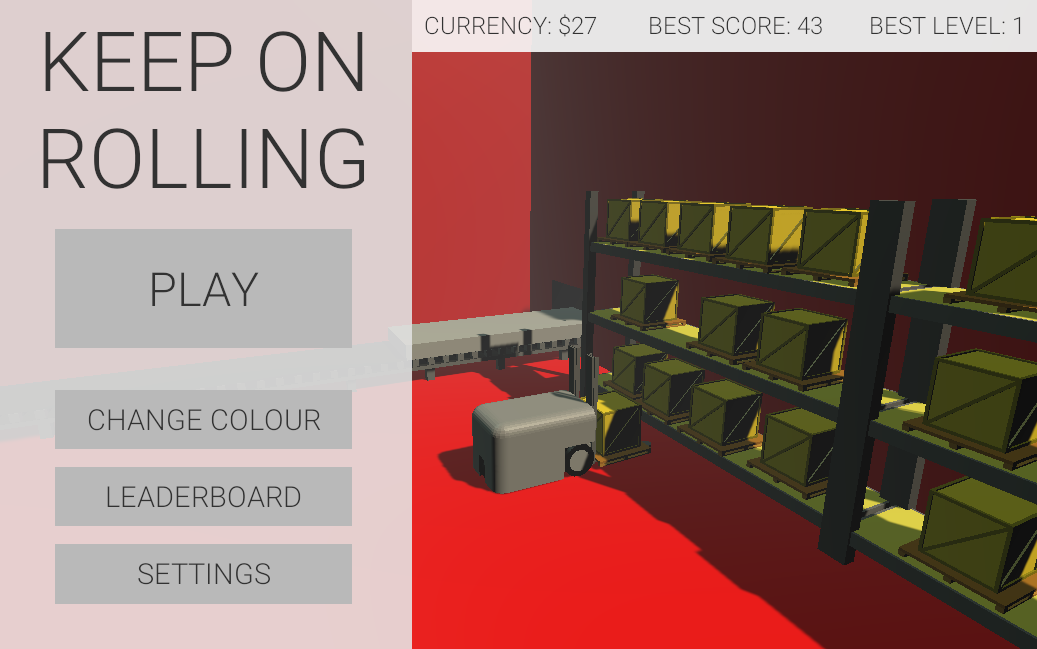 KEEP ON
ROLLING
PLAY
CHANGE COLOUR
LEADERBOARD
SETTINGS
CURRENCY: $27 BEST SCORE: 43 BEST LEVEL: 1